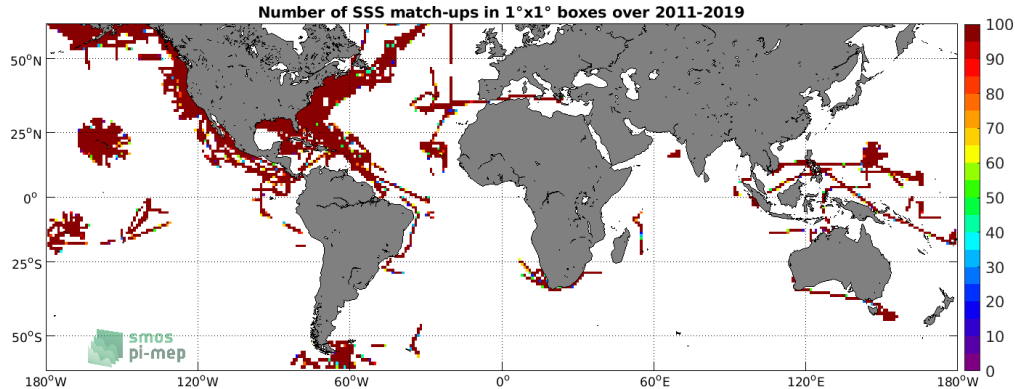 Number of SSS match-ups in 1°x1° boxes over 2011-2019
50°N
25°N
0°
25°S
50°S
180°W
120°W
60°W
0°
60°E
120°E
180°W
100
90
80
70
60
50
40
30
20
10
0
smos
pi-mep